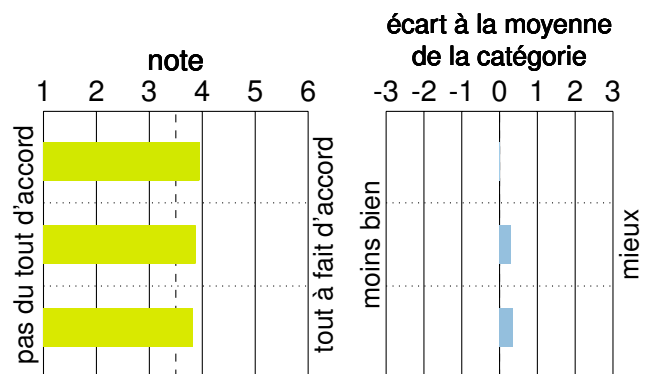 note
1 2 3 4 5 6
pas du tout d'accord
tout à fait d'accord
écart à la moyenne
de la catégorie
-3 -2 -1 0 1 2 3
moins bien
mieux